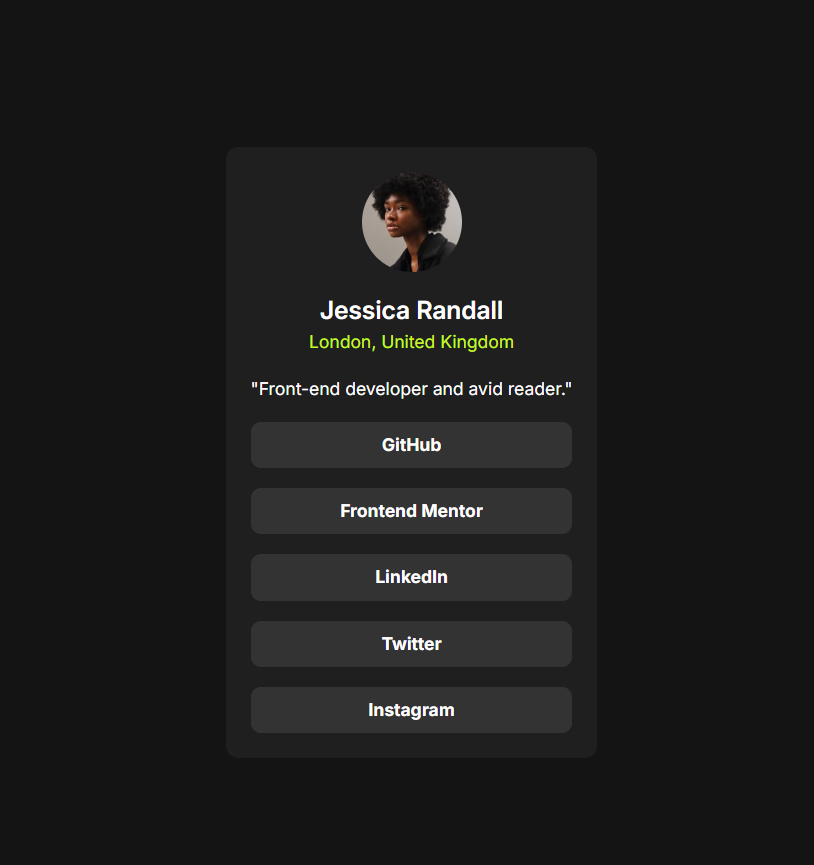 Jessica Randall
London, United Kingdom
"Front-end developer and avid reader."
GitHub
Frontend Mentor
LinkedIn
Twitter
Instagram